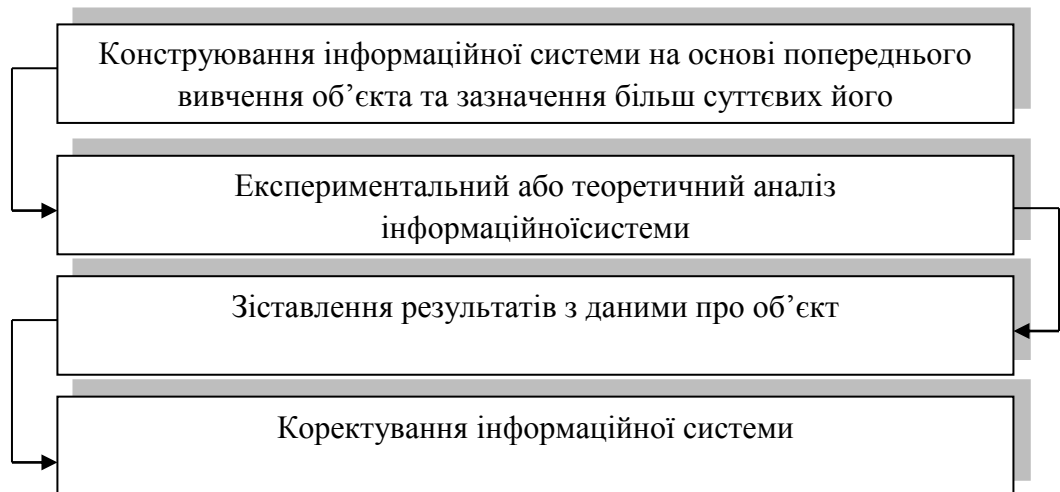 Конструювання інформаційної системи на основі попереднього
вивчення об’єкта та зазначення більш суттєвих його
Експериментальний або теоретичний аналіз
інформаційноїсистеми
Зіставлення результатів з даними про об’єкт
Коректування інформаційної системи